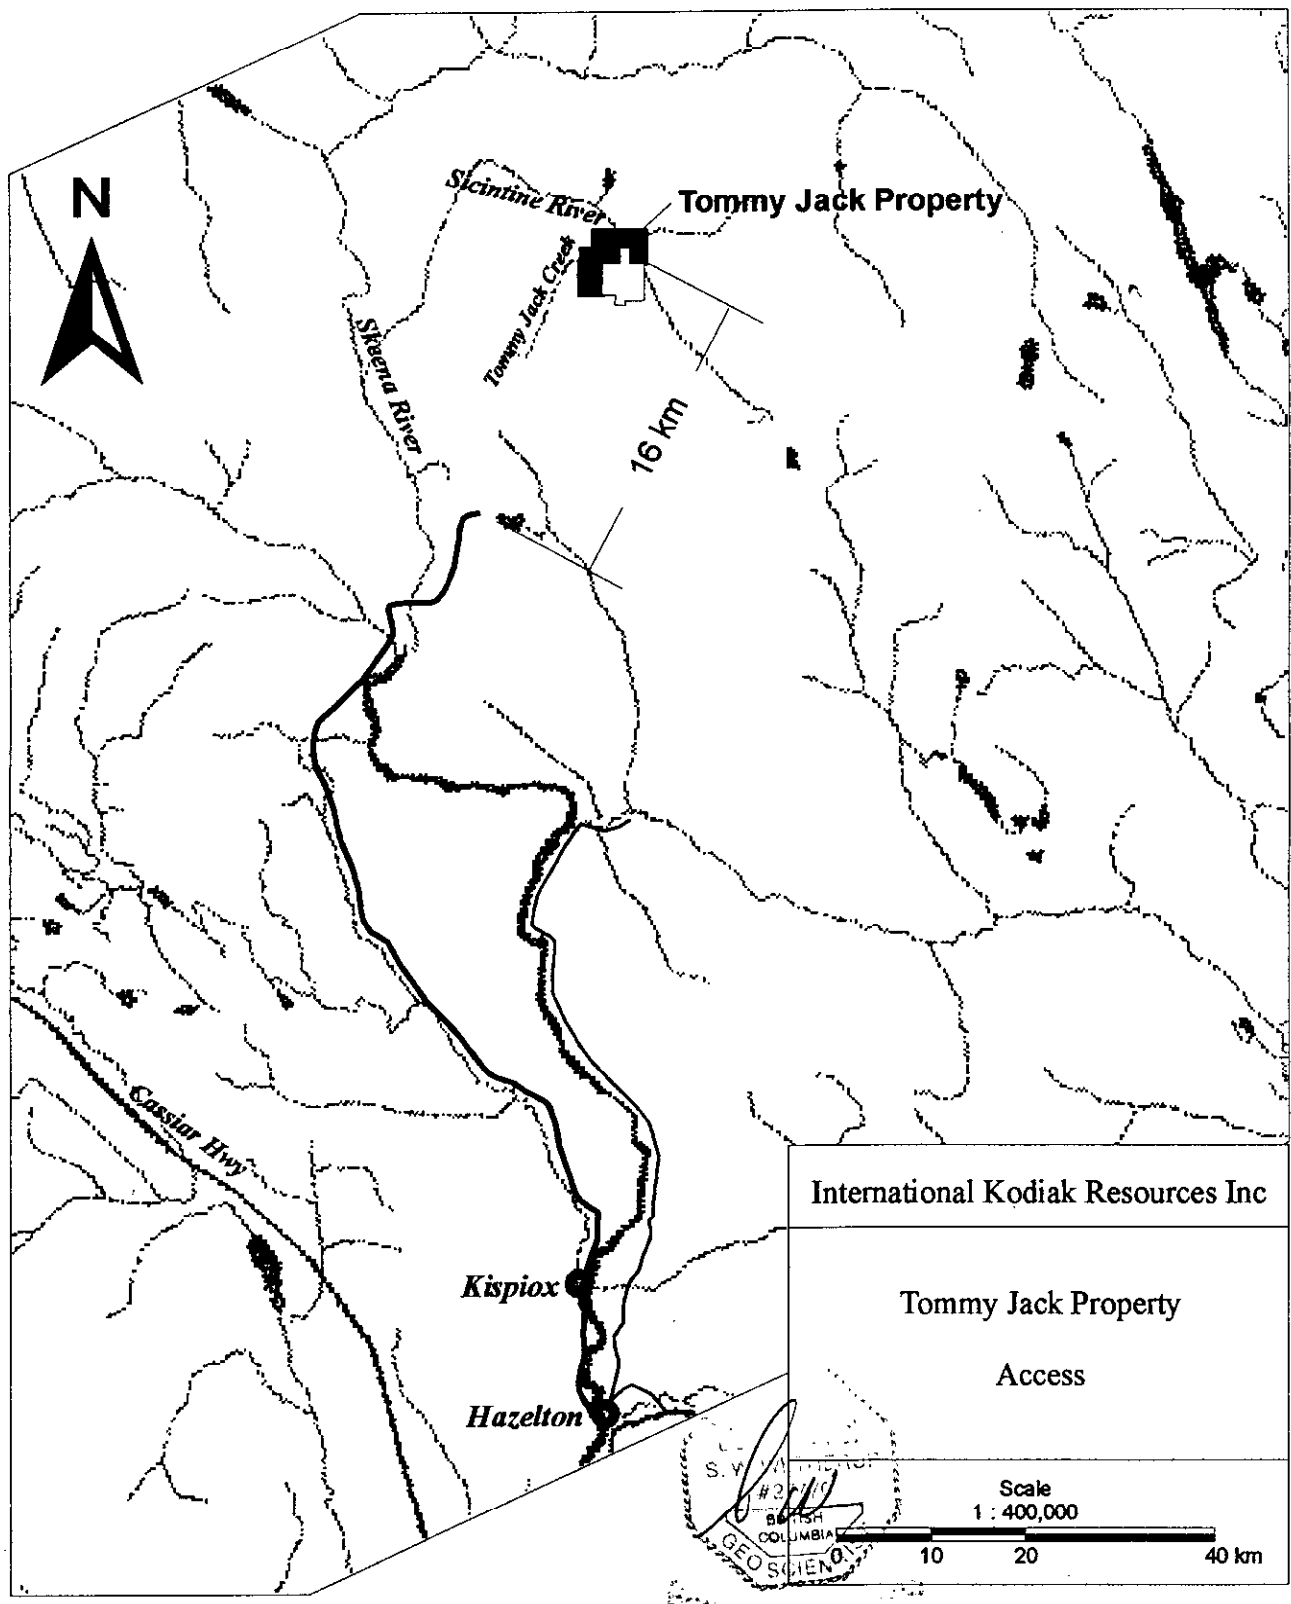 N
Sicintine River
Tommy Jack Property
Tommy Jack Creek
Skeena River
16 km
Cassiar Hwy
Kispiox
Hazelton
International Kodiak Resources Inc
Tommy Jack Property
Access
Scale
1 : 400,000
0 10 20 40 km
S. W.
BRITISH
COLUMBIA
GEOSCIENTIST